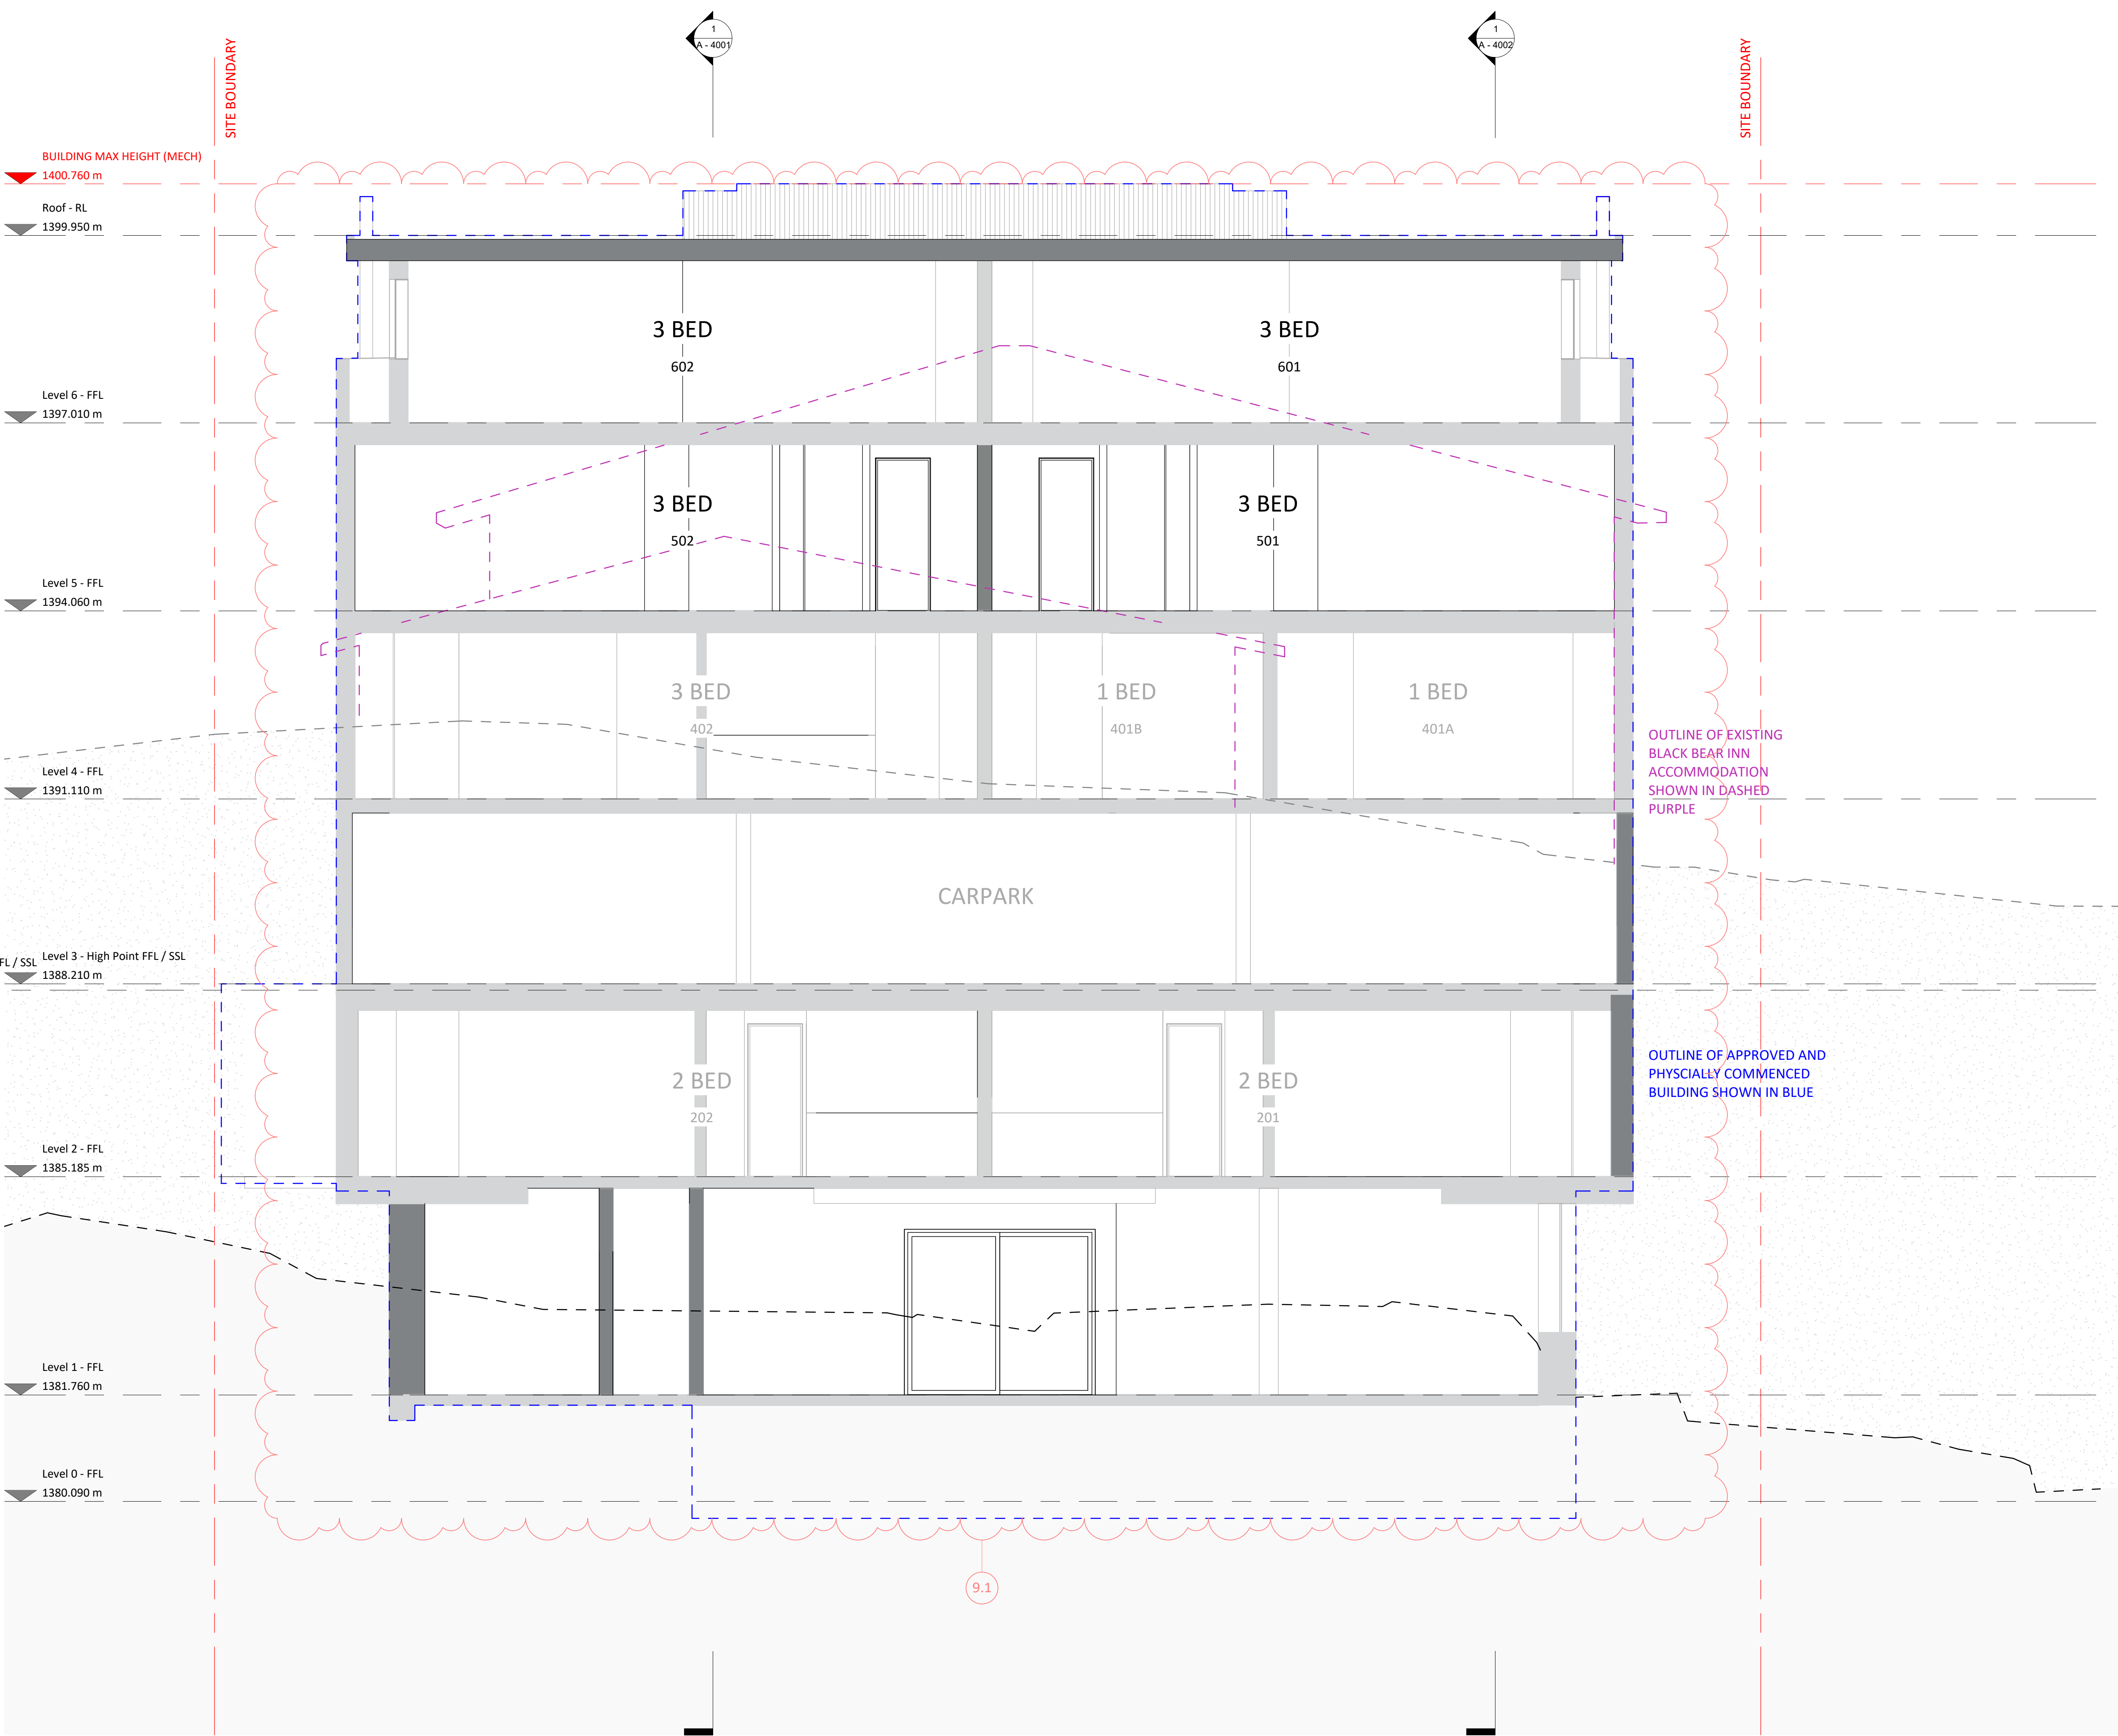 1
A - 4001
1
A - 4002
SITE BOUNDARY
SITE BOUNDARY
BUILDING MAX HEIGHT (MECH)
1400.760 m
Roof - RL
1399.950 m
3 BED
602
3 BED
601
Level 6 - FFL
1397.010 m
3 BED
502
3 BED
501
Level 5 - FFL
1394.060 m
3 BED
402
1 BED
401B
1 BED
401A
OUTLINE OF EXISTING
BLACK BEAR INN
ACCOMMODATION
SHOWN IN DASHED
PURPLE
Level 4 - FFL
1391.110 m
CARPARK
FL / SSL
Level 3 - High Point FFL / SSL
1388.210 m
2 BED
202
2 BED
201
OUTLINE OF APPROVED AND
PHYSCIALLY COMMENCED
BUILDING SHOWN IN BLUE
Level 2 - FFL
1385.185 m
Level 1 - FFL
1381.760 m
Level 0 - FFL
1380.090 m
9.1